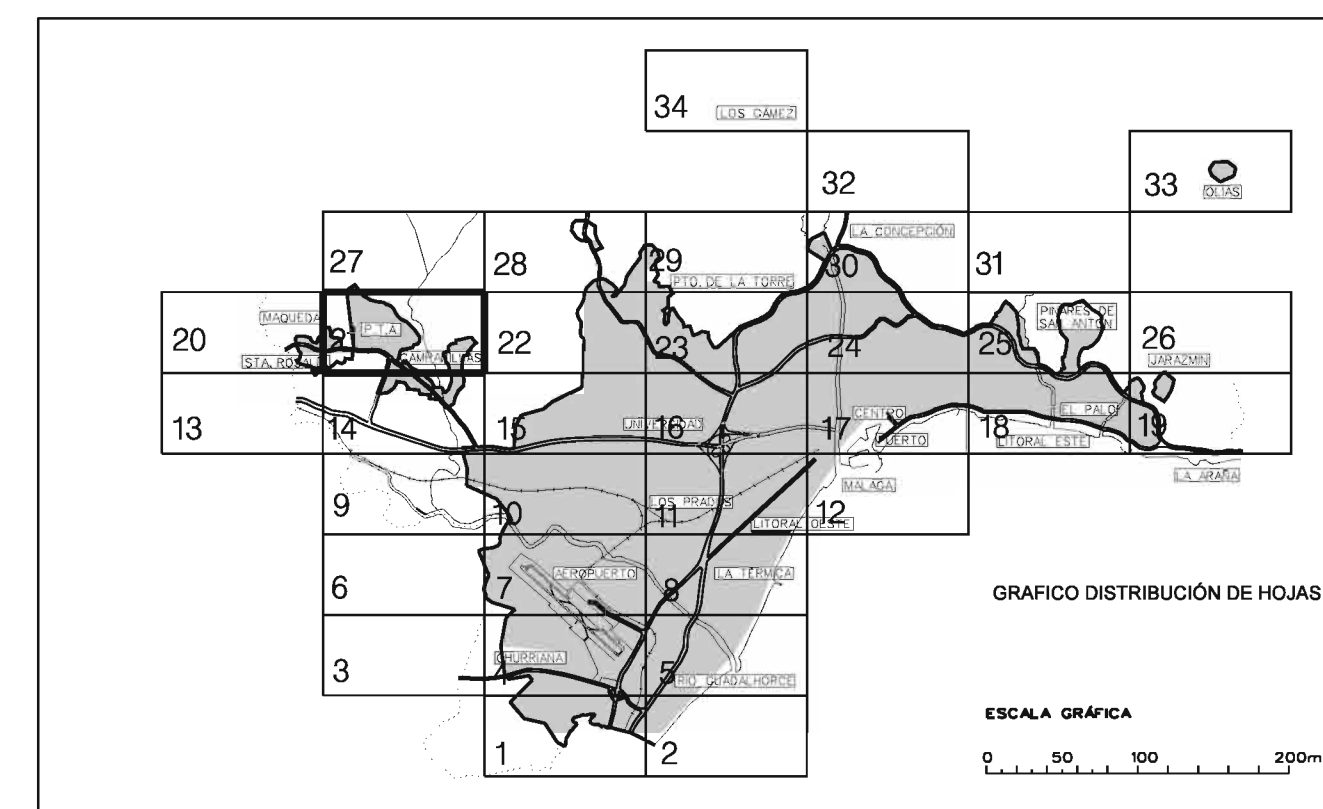 34 LOS GÁMEZ
32
33
OLIAS
LA CONCEPCIÓN
27 28 29 30 31
PTO. DE LA TORRE
MAQUEDA
P.T.A.
PINARES DE
SAN ANTÓN
20 22 23 24 25 26
STA. ROSALÍA
CAMPANILLAS
JARAZMIN
CENTRO
EL PALO
13 14 15 UNIVERSIDAD 16 17 18 19
PUERTO
LITORAL ESTE
LA ARAÑA
MALAGA
LOS PRADOS
9 10 11 LITORAL OESTE 12
AEROPUERTO
LA TÉRMICA
6 7 8
GRAFICO DISTRIBUCIÓN DE HOJAS
CHURRIANA
3 5 RIO GUADALHORCE
ESCALA GRÁFICA
1 2
0 50 100 200m